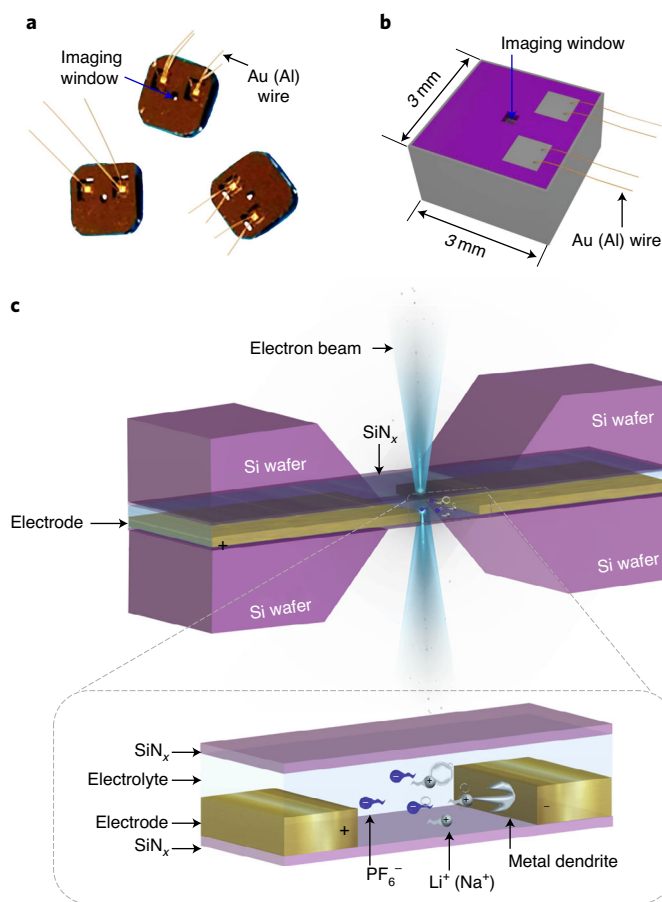 a
Imaging
window
Au (Al)
wire
b
Imaging window
3 mm
3 mm
Au (Al) wire
c
Electron beam
SiNₓ
Si wafer
Si wafer
Electrode
+
Si wafer
Si wafer
SiNₓ
Electrolyte
Electrode
SiNₓ
+
−
−
−
+
+
+
−
PF₆⁻
Li⁺ (Na⁺)
Metal dendrite